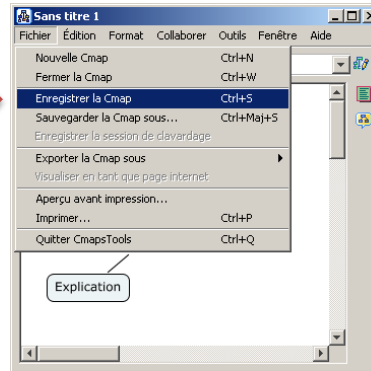 Sans titre 1
Fichier Édition Format Collaborer Outils Fenêtre Aide
Nouvelle Cmap Ctrl+N
Fermer la Cmap Ctrl+W
Enregistrer la Cmap Ctrl+S
Sauvegarder la Cmap sous... Ctrl+Maj+S
Enregistrer la session de clavardage
Exporter la Cmap sous
Visualiser en tant que page internet
Aperçu avant impression...
Imprimer... Ctrl+P
Quitter CmapsTools Ctrl+Q
Explication